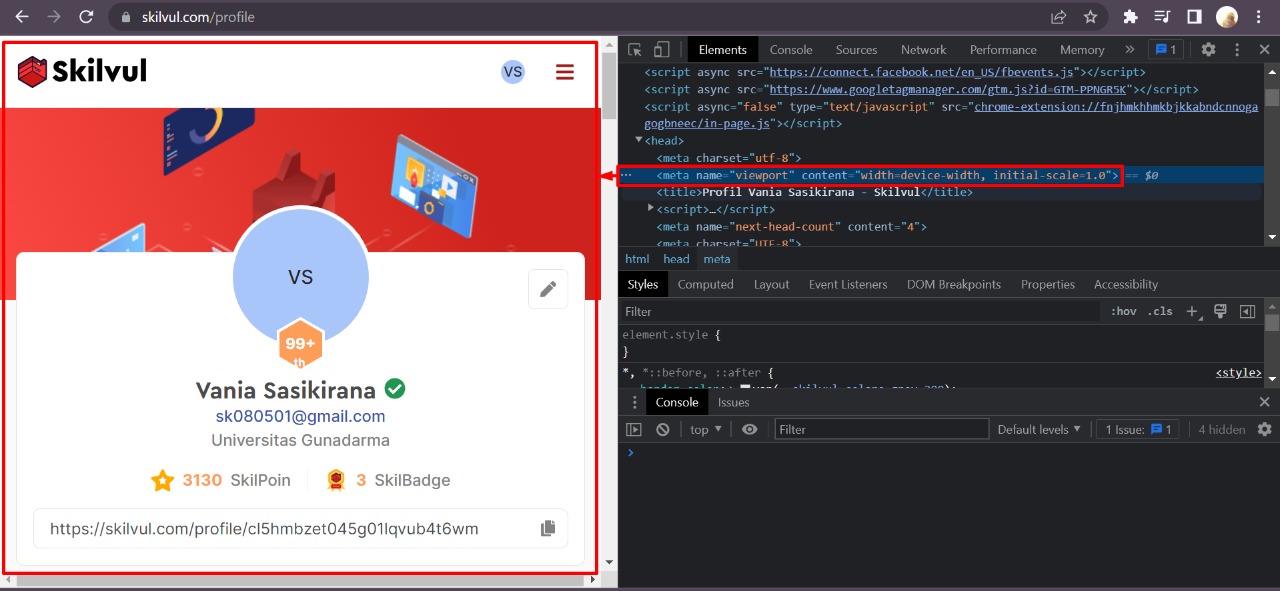 skilvul.com/profile
Skilvul
VS
VS
99+
th
Vania Sasikirana
sk080501@gmail.com
Universitas Gunadarma
3130 SkilPoin
3 SkilBadge
https://skilvul.com/profile/cl5hmbzet045g01lqvub4t6wm
Elements Console Sources Network Performance Memory » 1
<script async src="https://connect.facebook.net/en_US/fbevents.js"></script>
<script async src="https://www.googletagmanager.com/gtm.js?id=GTM-PPNGR5K"></script>
<script async="false" type="text/javascript" src="chrome-extension://fnjhmkhhmkbjkkabndcnnoga
gogbneec/in-page.js"></script>
<head>
<meta charset="utf-8">
<meta name="viewport" content="width=device-width, initial-scale=1.0"> == $0
<title>Profil Vania Sasikirana - Skilvul</title>
<script>…</script>
<meta name="next-head-count" content="4">
<meta charset="UTF-8">
html head meta
Styles Computed Layout Event Listeners DOM Breakpoints Properties Accessibility
Filter :hov .cls
element.style {
}
*, *::before, ::after { <style>
Console Issues
top Filter Default levels 1 Issue: 1 4 hidden